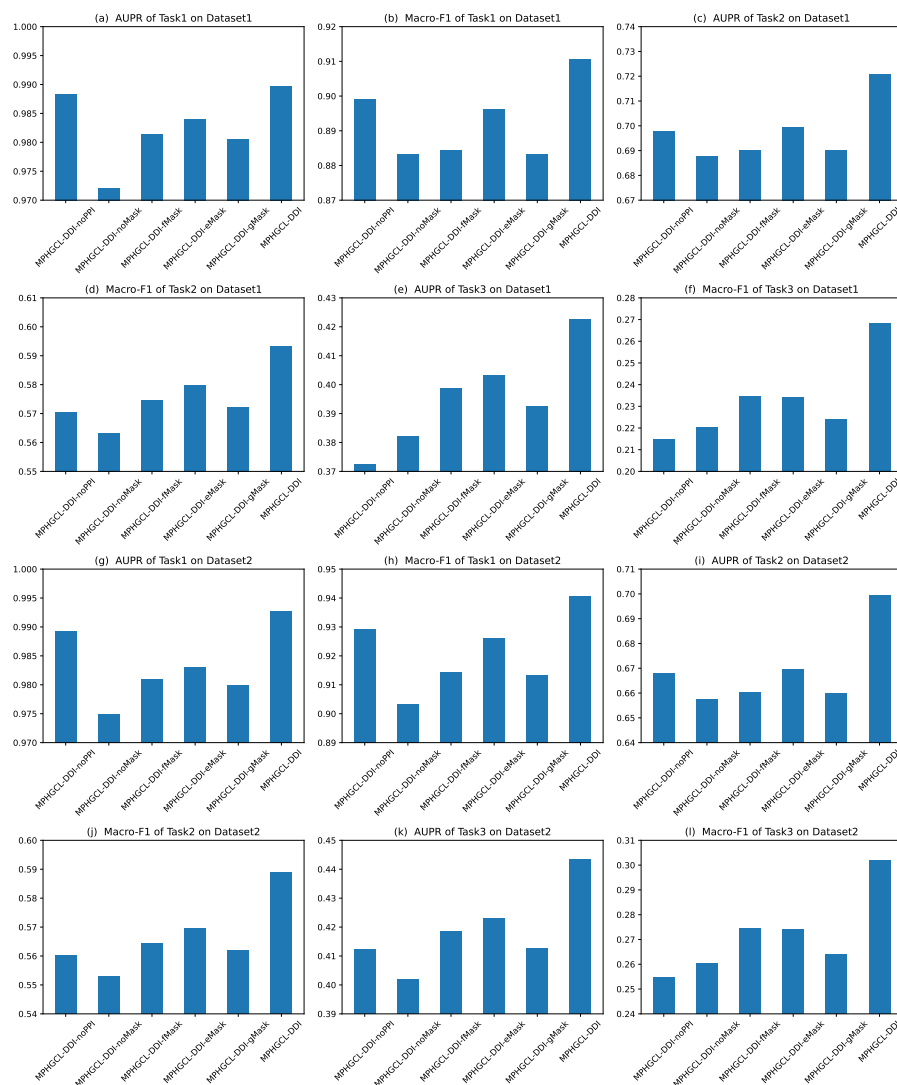 (a) AUPR of Task1 on Dataset1
1.000
0.995
0.990
0.985
0.980
0.975
0.970
MPHGCL-DDI-noPPI
MPHGCL-DDI-noMask
MPHGCL-DDI-fMask
MPHGCL-DDI-eMask
MPHGCL-DDI-gMask
MPHGCL-DDI
(b) Macro-F1 of Task1 on Dataset1
0.92
0.91
0.90
0.89
0.88
0.87
MPHGCL-DDI-noPPI
MPHGCL-DDI-noMask
MPHGCL-DDI-fMask
MPHGCL-DDI-eMask
MPHGCL-DDI-gMask
MPHGCL-DDI
(c) AUPR of Task2 on Dataset1
0.74
0.73
0.72
0.71
0.70
0.69
0.68
0.67
MPHGCL-DDI-noPPI
MPHGCL-DDI-noMask
MPHGCL-DDI-fMask
MPHGCL-DDI-eMask
MPHGCL-DDI-gMask
MPHGCL-DDI
(d) Macro-F1 of Task2 on Dataset1
0.61
0.60
0.59
0.58
0.57
0.56
0.55
MPHGCL-DDI-noPPI
MPHGCL-DDI-noMask
MPHGCL-DDI-fMask
MPHGCL-DDI-eMask
MPHGCL-DDI-gMask
MPHGCL-DDI
(e) AUPR of Task3 on Dataset1
0.43
0.42
0.41
0.40
0.39
0.38
0.37
MPHGCL-DDI-noPPI
MPHGCL-DDI-noMask
MPHGCL-DDI-fMask
MPHGCL-DDI-eMask
MPHGCL-DDI-gMask
MPHGCL-DDI
(f) Macro-F1 of Task3 on Dataset1
0.28
0.27
0.26
0.25
0.24
0.23
0.22
0.21
0.20
MPHGCL-DDI-noPPI
MPHGCL-DDI-noMask
MPHGCL-DDI-fMask
MPHGCL-DDI-eMask
MPHGCL-DDI-gMask
MPHGCL-DDI
(g) AUPR of Task1 on Dataset2
1.000
0.995
0.990
0.985
0.980
0.975
0.970
MPHGCL-DDI-noPPI
MPHGCL-DDI-noMask
MPHGCL-DDI-fMask
MPHGCL-DDI-eMask
MPHGCL-DDI-gMask
MPHGCL-DDI
(h) Macro-F1 of Task1 on Dataset2
0.95
0.94
0.93
0.92
0.91
0.90
0.89
MPHGCL-DDI-noPPI
MPHGCL-DDI-noMask
MPHGCL-DDI-fMask
MPHGCL-DDI-eMask
MPHGCL-DDI-gMask
MPHGCL-DDI
(i) AUPR of Task2 on Dataset2
0.71
0.70
0.69
0.68
0.67
0.66
0.65
0.64
MPHGCL-DDI-noPPI
MPHGCL-DDI-noMask
MPHGCL-DDI-fMask
MPHGCL-DDI-eMask
MPHGCL-DDI-gMask
MPHGCL-DDI
(j) Macro-F1 of Task2 on Dataset2
0.60
0.59
0.58
0.57
0.56
0.55
0.54
MPHGCL-DDI-noPPI
MPHGCL-DDI-noMask
MPHGCL-DDI-fMask
MPHGCL-DDI-eMask
MPHGCL-DDI-gMask
MPHGCL-DDI
(k) AUPR of Task3 on Dataset2
0.45
0.44
0.43
0.42
0.41
0.40
0.39
MPHGCL-DDI-noPPI
MPHGCL-DDI-noMask
MPHGCL-DDI-fMask
MPHGCL-DDI-eMask
MPHGCL-DDI-gMask
MPHGCL-DDI
(l) Macro-F1 of Task3 on Dataset2
0.31
0.30
0.29
0.28
0.27
0.26
0.25
0.24
MPHGCL-DDI-noPPI
MPHGCL-DDI-noMask
MPHGCL-DDI-fMask
MPHGCL-DDI-eMask
MPHGCL-DDI-gMask
MPHGCL-DDI